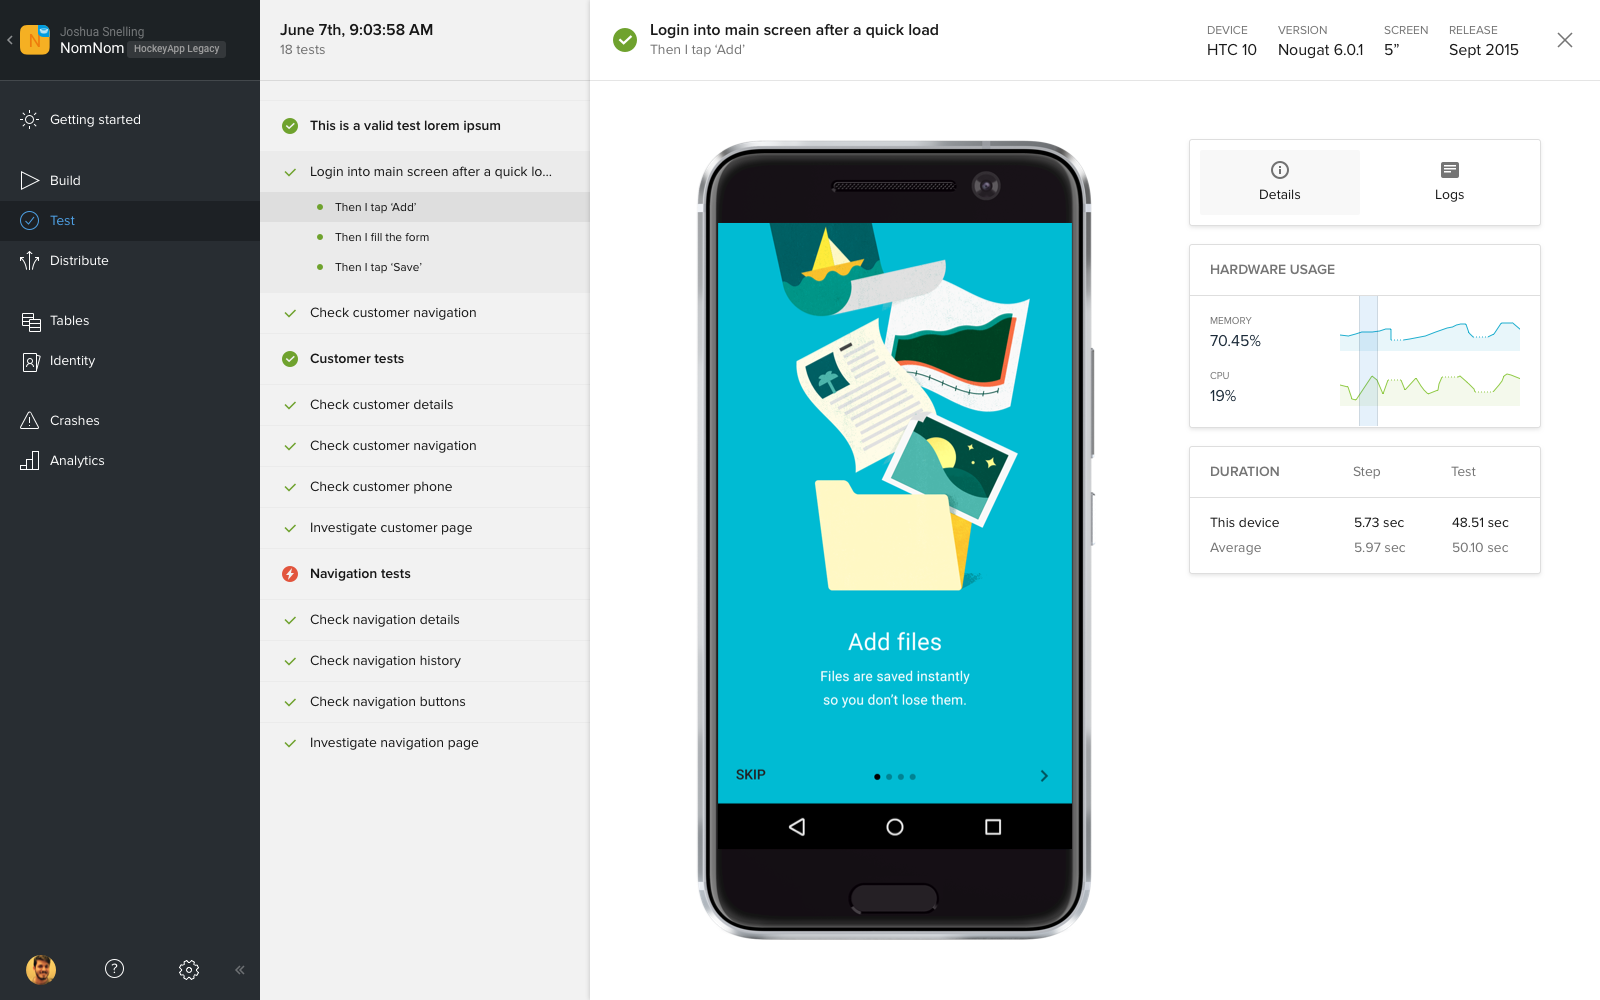 Joshua Snelling
NomNom HockeyApp Legacy
N
Getting started
Build
Test
Distribute
Tables
Identity
Crashes
Analytics
June 7th, 9:03:58 AM
18 tests
This is a valid test lorem ipsum
Login into main screen after a quick lo...
Then I tap ‘Add’
Then I fill the form
Then I tap ‘Save’
Check customer navigation
Customer tests
Check customer details
Check customer navigation
Check customer phone
Investigate customer page
Navigation tests
Check navigation details
Check navigation history
Check navigation buttons
Investigate navigation page
Login into main screen after a quick load
Then I tap ‘Add’
DEVICE VERSION SCREEN RELEASE
HTC 10 Nougat 6.0.1 5” Sept 2015
Add files
Files are saved instantly
so you don’t lose them.
SKIP
Details Logs
HARDWARE USAGE
MEMORY
70.45%
CPU
19%
DURATION Step Test
This device 5.73 sec 48.51 sec
Average 5.97 sec 50.10 sec